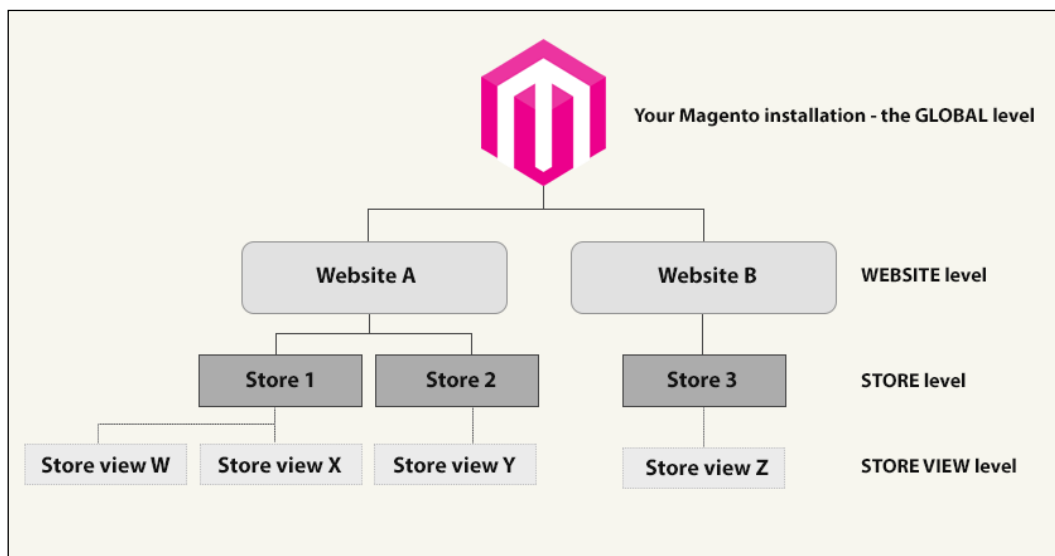 Your Magento installation - the GLOBAL level
Website A
Website B
WEBSITE level
Store 1
Store 2
Store 3
STORE level
Store view W
Store view X
Store view Y
Store view Z
STORE VIEW level